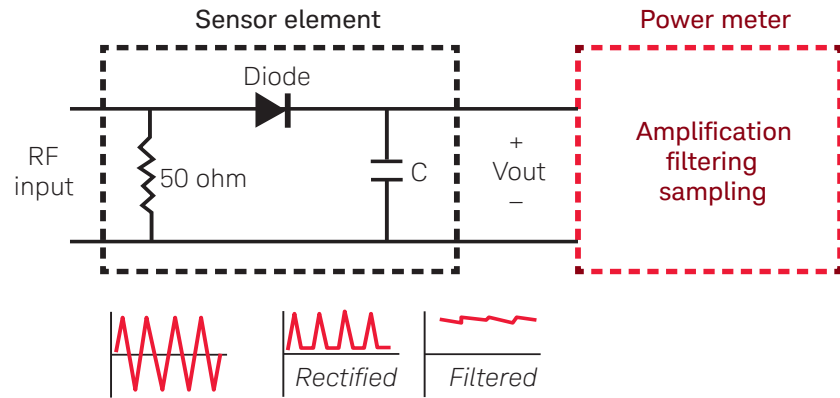 Sensor element
Power meter
Diode
RF
input
50 ohm
C
+
Vout
–
Amplification
filtering
sampling
Rectified
Filtered